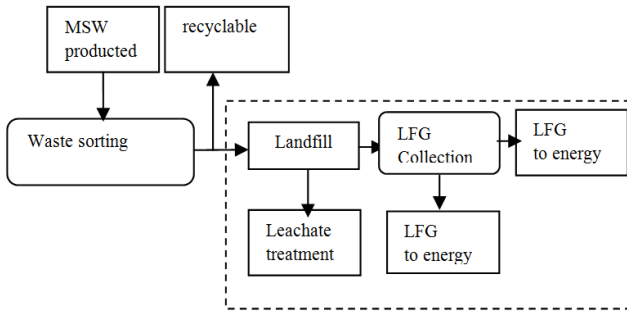 MSW
producted
recyclable
Waste sorting
Landfill
LFG
Collection
LFG
to energy
Leachate
treatment
LFG
to energy